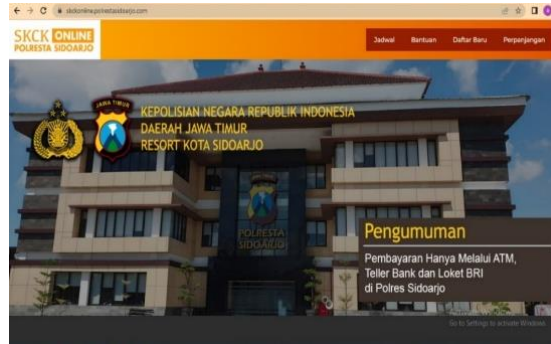 skckonline.polrestasidoarjo.com
SKCK ONLINE
POLRESTA SIDOARJO
Jadwal Bantuan Daftar Baru Perpanjangan
JAWA TIMUR
KEPOLISIAN NEGARA REPUBLIK INDONESIA
DAERAH JAWA TIMUR
RESORT KOTA SIDOARJO
POLRESTA
SIDOARJO
Pengumuman
Pembayaran Hanya Melalui ATM,
Teller Bank dan Loket BRI
di Polres Sidoarjo
Go to Settings to activate Windows